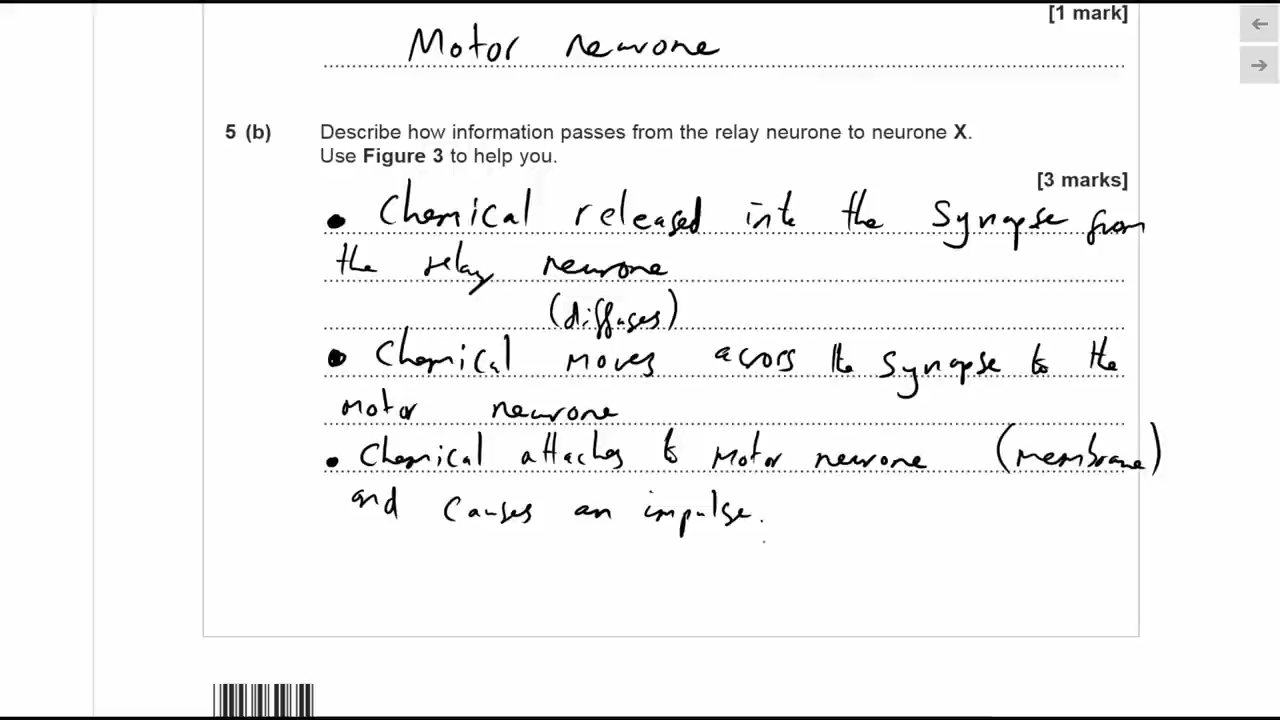 [1 mark]
Motor neurone
5 (b) Describe how information passes from the relay neurone to neurone X.
Use Figure 3 to help you.
[3 marks]
• Chemical released into the synapse from
the relay neurone
(diffuses)
• Chemical moves across the synapse to the
motor neurone
• Chemical attaches to motor neurone (membrane)
and causes an impulse.